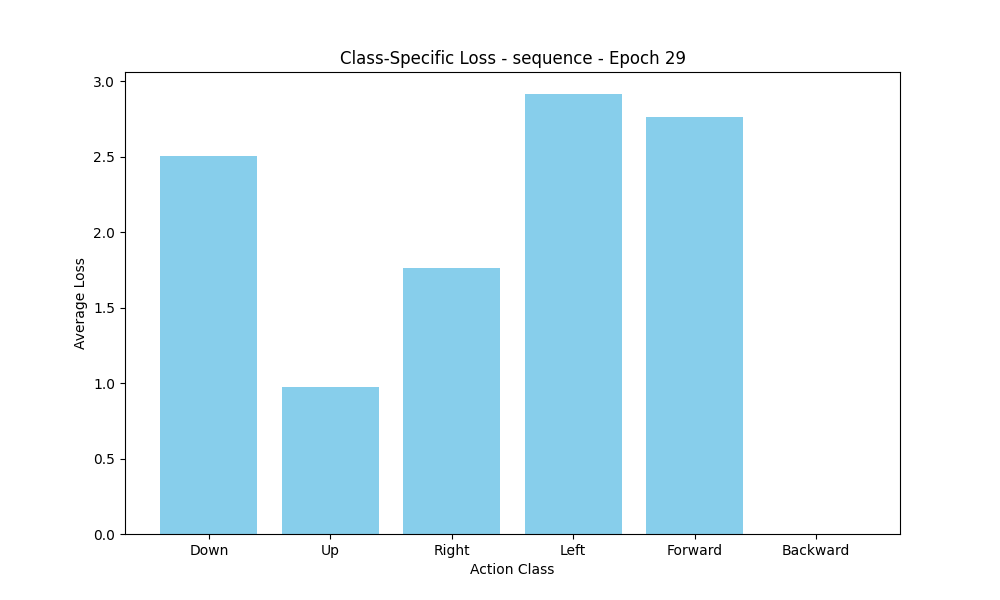 Class-Specific Loss - sequence - Epoch 29
3.0
2.5
2.0
1.5
1.0
0.5
0.0
Average Loss
Down Up Right Left Forward Backward
Action Class